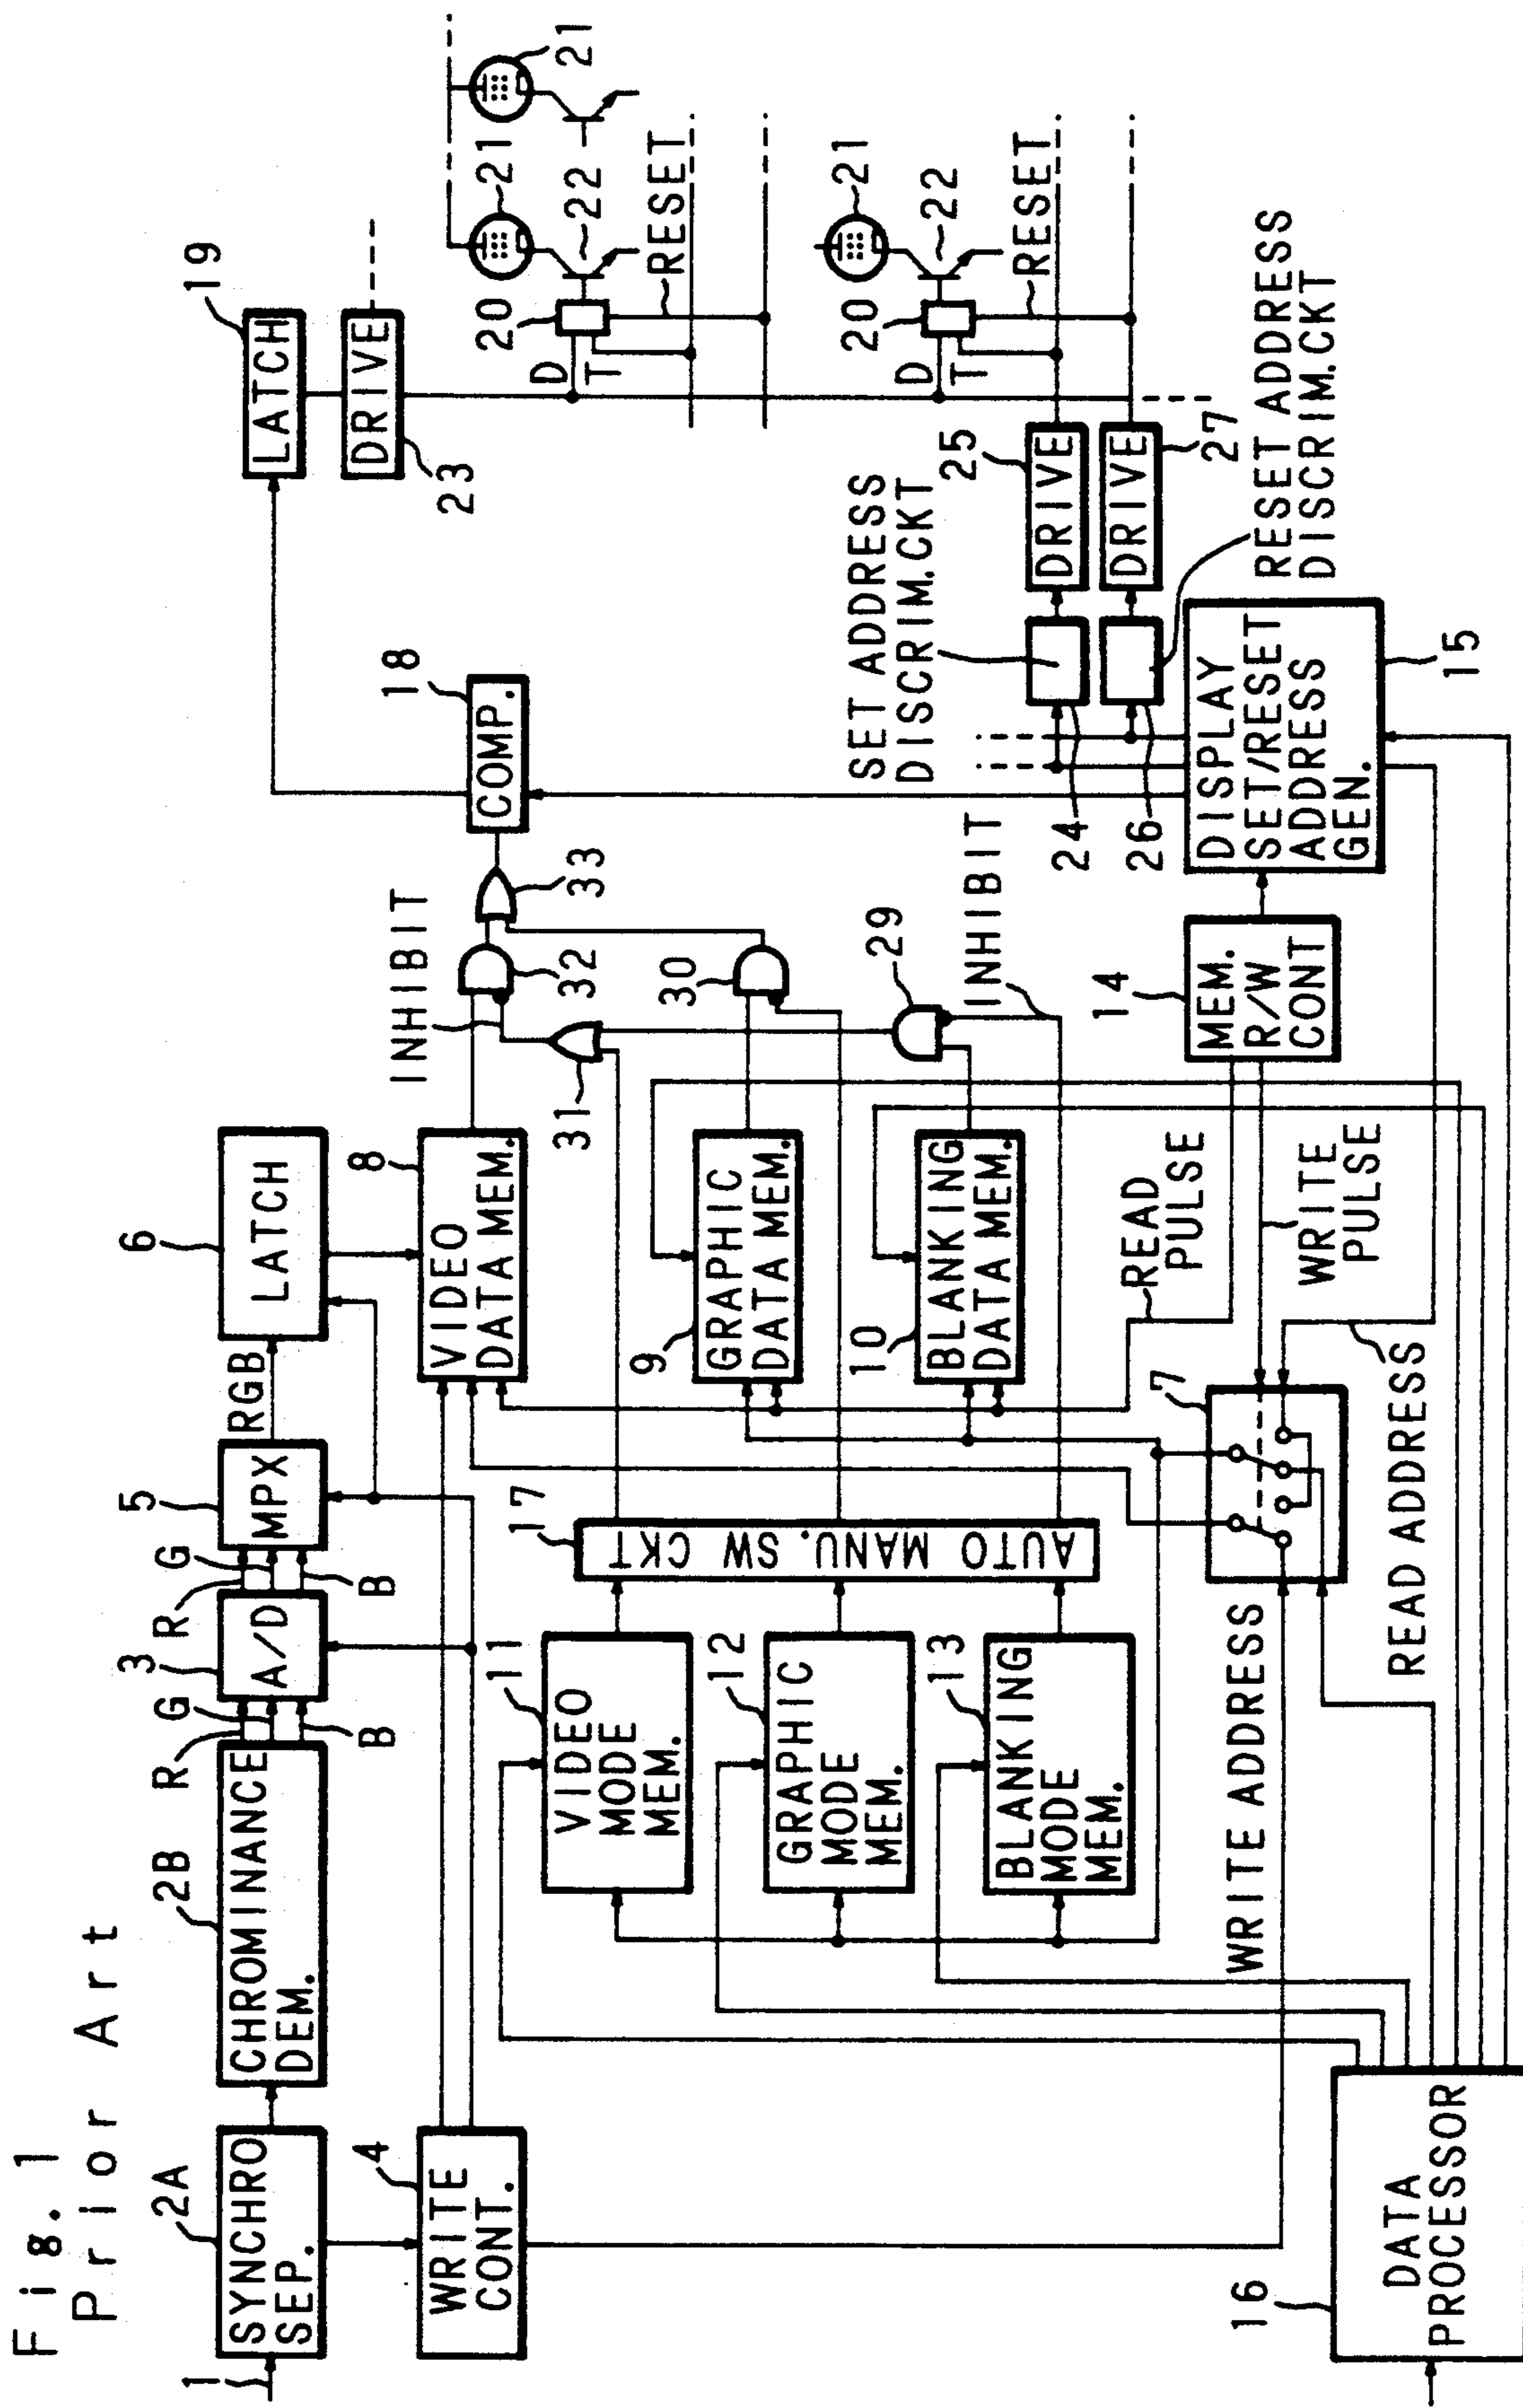 Fig. 1
Prior Art
1
2A
SYNCHRO
SEP.
2B
CHROMINANCE
DEM.
R
G
B
3
A/D
R
G
B
5
MPX
RGB
6
LATCH
4
WRITE
CONT.
8
VIDEO
DATA MEM.
INHIBIT
32
33
18
COMP.
19
LATCH
DRIVE
23
21
21
22
20
D
T
RESET
11
VIDEO
MODE
MEM.
12
GRAPHIC
MODE
MEM.
13
BLANKING
MODE
MEM.
17
AUTO MANU. SW CKT
31
9
GRAPHIC
DATA MEM.
30
10
BLANKING
DATA MEM.
29
INHIBIT
21
22
20
D
T
RESET
SET ADDRESS
DISCRIM.CKT
25
DRIVE
24
DRIVE
27
26
RESET ADDRESS
DISCRIM.CKT
READ
PULSE
WRITE
PULSE
14
MEM.
R/W
CONT
DISPLAY
SET/RESET
ADDRESS
GEN.
15
WRITE ADDRESS
7
READ ADDRESS
16
DATA
PROCESSOR